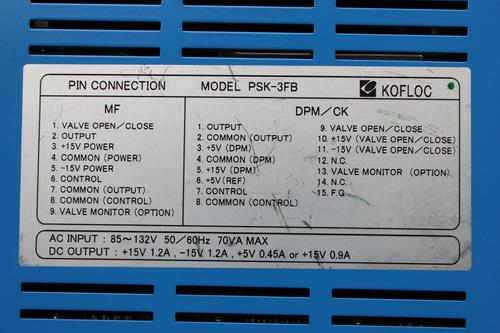 PIN CONNECTION MODEL PSK-3FB KOFLOC
MF
1. VALVE OPEN/CLOSE
2. OUTPUT
3. +15V POWER
4. COMMON (POWER)
5. -15V POWER
6. CONTROL
7. COMMON (OUTPUT)
8. COMMON (CONTROL)
9. VALVE MONITOR (OPTION)
DPM/CK
1. OUTPUT
2. COMMON (OUTPUT)
3. +5V (DPM)
4. COMMON (DPM)
5. +15V (DPM)
6. +5V(REF)
7. CONTROL
8. COMMON (CONTROL)
9. VALVE OPEN/CLOSE
10. +15V (VALVE OPEN/CLOSE)
11. -15V (VALVE OPEN/CLOSE)
12. N.C.
13. VALVE MONITOR (OPTION)
14. N.C.
15. F.G.
AC INPUT : 85~132V 50/60Hz 70VA MAX
DC OUTPUT : +15V 1.2A , -15V 1.2A , +5V 0.45A or +15V 0.9A